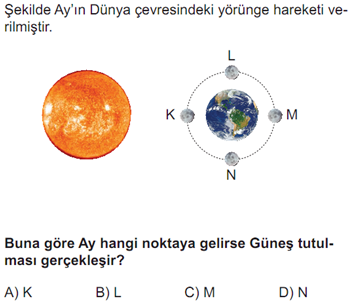 Şekilde Ay'ın Dünya çevresindeki yörünge hareketi ve-
rilmiştir.
L
K
M
N
Buna göre Ay hangi noktaya gelirse Güneş tutul-
ması gerçekleşir?
A) K B) L C) M D) N